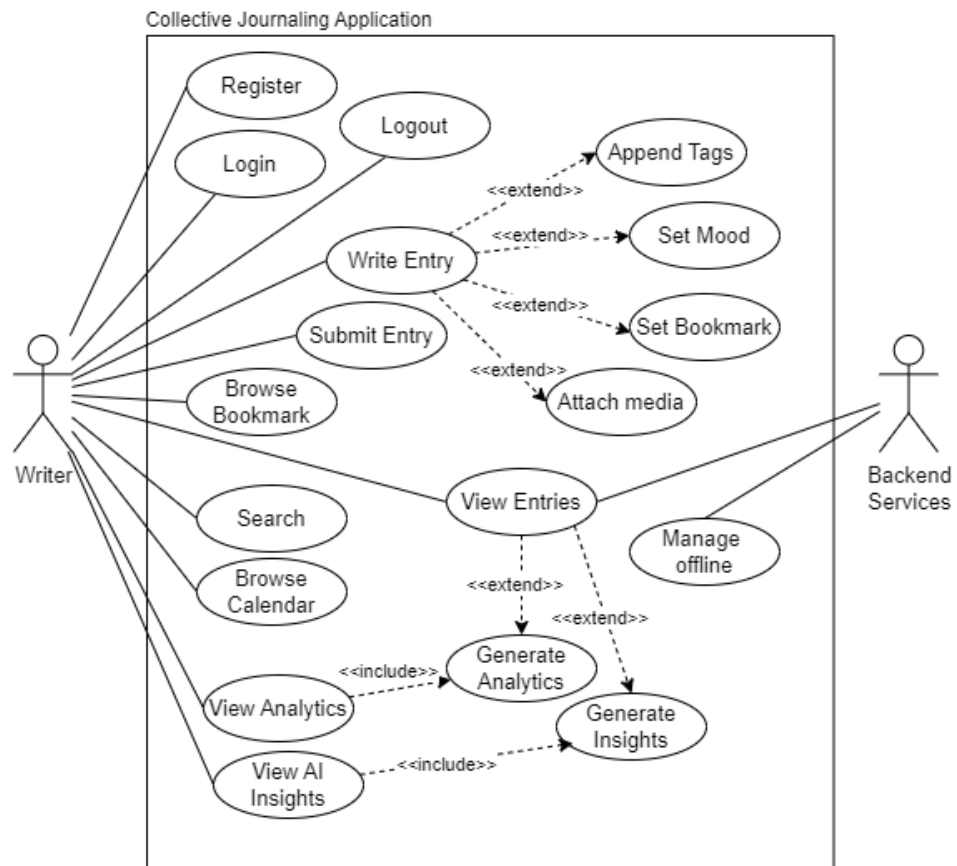 Collective Journaling Application
Register
Logout
Login
Append Tags
<<extend>>
Set Mood
<<extend>>
Write Entry
<<extend>>
Set Bookmark
Submit Entry
<<extend>>
Browse
Bookmark
Attach media
Writer
Backend
Services
View Entries
Search
Manage
offline
Browse
Calendar
<<extend>>
<<extend>>
Generate
Analytics
<<include>>
View Analytics
Generate
Insights
View AI
Insights
<<include>>